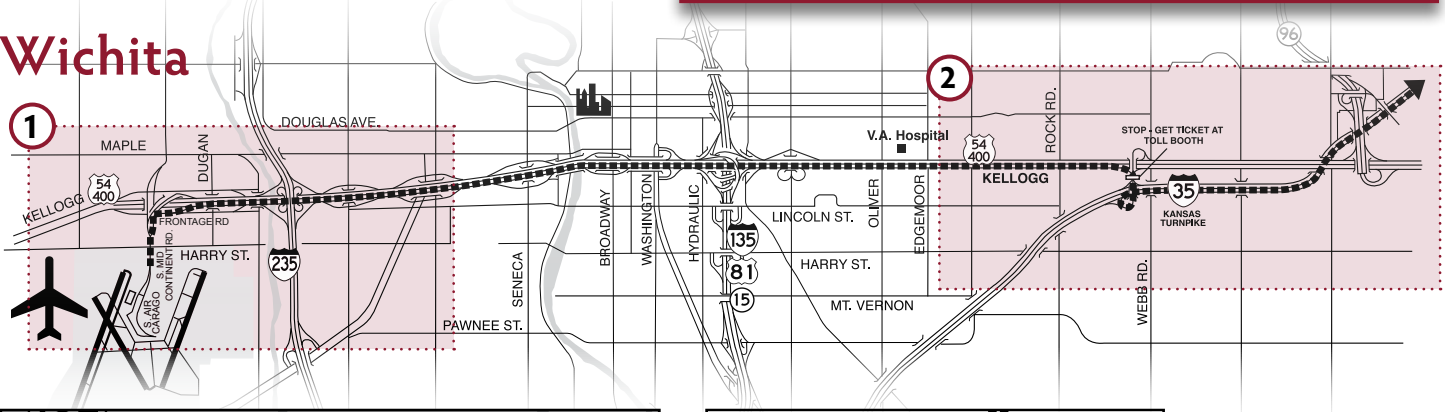 Wichita
96
1
2
DOUGLAS AVE.
MAPLE
DUGAN
54
400
KELLOGG
FRONTAGE RD
S. MID
CONTINENT RD.
HARRY ST.
S. AIR
CARAGO
235
PAWNEE ST.
SENECA
BROADWAY
WASHINGTON
HYDRAULIC
135
81
15
LINCOLN ST.
HARRY ST.
MT. VERNON
V.A. Hospital
OLIVER
EDGEMOOR
54
400
KELLOGG
ROCK RD.
STOP - GET TICKET AT
TOLL BOOTH
35
KANSAS
TURNPIKE
WEBB RD.